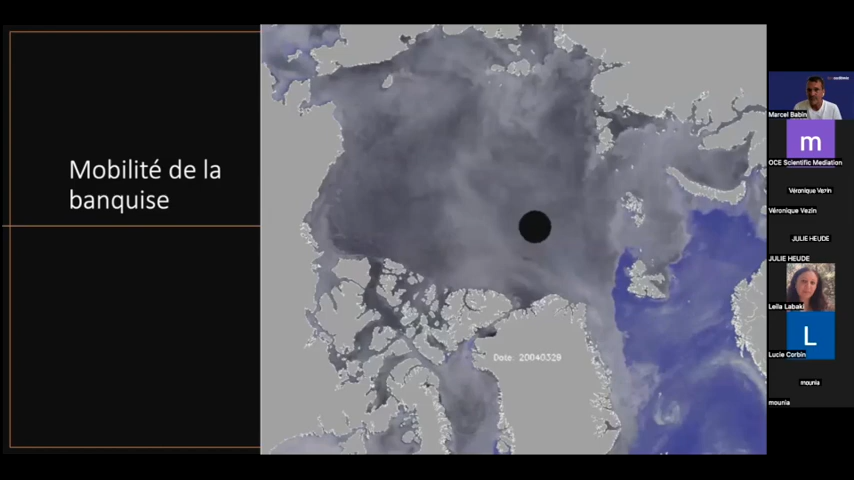 Mobilité de la
banquise
Date: 20040329
Marcel Babin
m
OCE Scientific Mediation
Véronique Vezin
Véronique Vezin
JULIE HEUDE
JULIE HEUDE
Leïla Labaki
L
Lucie Corbin
mounia
mounia